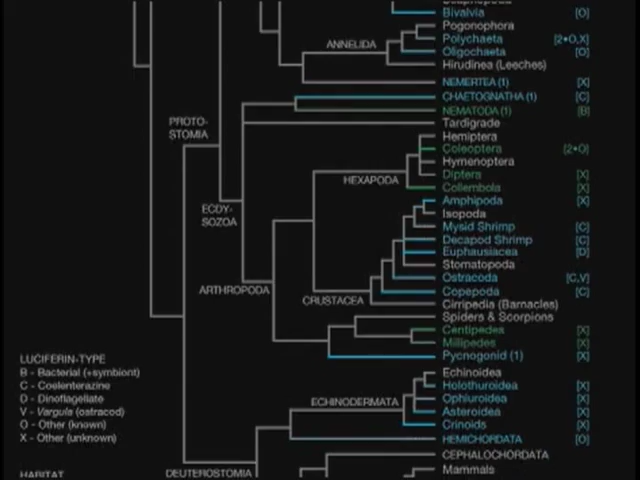 Bivalvia [O]
Pogonophora
Polychaeta [2•O,X]
ANNELIDA
Oligochaeta [O]
Hirudinea (Leeches)
NEMERTEA (1) [X]
CHAETOGNATHA (1) [C]
NEMATODA (1) [B]
PROTO-
STOMIA
Tardigrade
Hemiptera
Coleoptera [2•O]
Hymenoptera
Diptera [X]
HEXAPODA
Collembola [X]
Amphipoda [X]
ECDY-
SOZOA
Isopoda
Mysid Shrimp [C]
Decapod Shrimp [C]
Euphausiacea [D]
Stomatopoda
Ostracoda [C,V]
ARTHROPODA
Copepoda [C]
CRUSTACEA
Cirripedia (Barnacles)
Spiders & Scorpions
Centipedes [X]
Millipedes [X]
Pycnogonid (1) [X]
LUCIFERIN-TYPE
B - Bacterial (+symbiont)
C - Coelenterazine
D - Dinoflagellate
V - Vargula (ostracod)
O - Other (known)
X - Other (unknown)
Echinoidea
Holothuroidea [X]
ECHINODERMATA
Ophiuroidea [X]
Asteroidea [X]
Crinoids [X]
HEMICHORDATA [O]
CEPHALOCHORDATA
HABITAT
DEUTEROSTOMIA
Mammals